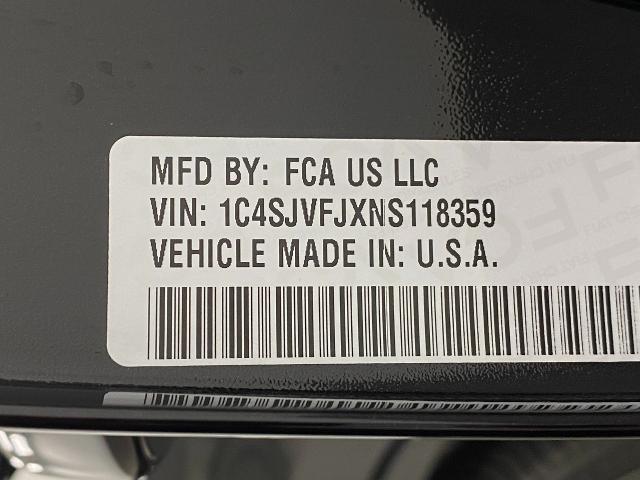 MFD BY: FCA US LLC
VIN: 1C4SJVFJXNS118359
VEHICLE MADE IN: U.S.A.